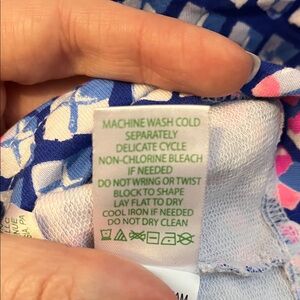 MACHINE WASH COLD
SEPARATELY
DELICATE CYCLE
NON-CHLORINE BLEACH
IF NEEDED
DO NOT WRING OR TWIST
BLOCK TO SHAPE
LAY FLAT TO DRY
COOL IRON IF NEEDED
DO NOT DRY CLEAN